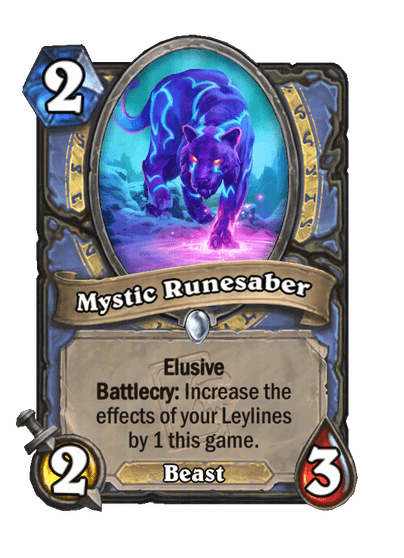 2
Mystic Runesaber
Elusive
Battlecry: Increase the
effects of your Leylines
by 1 this game.
2
Beast
3